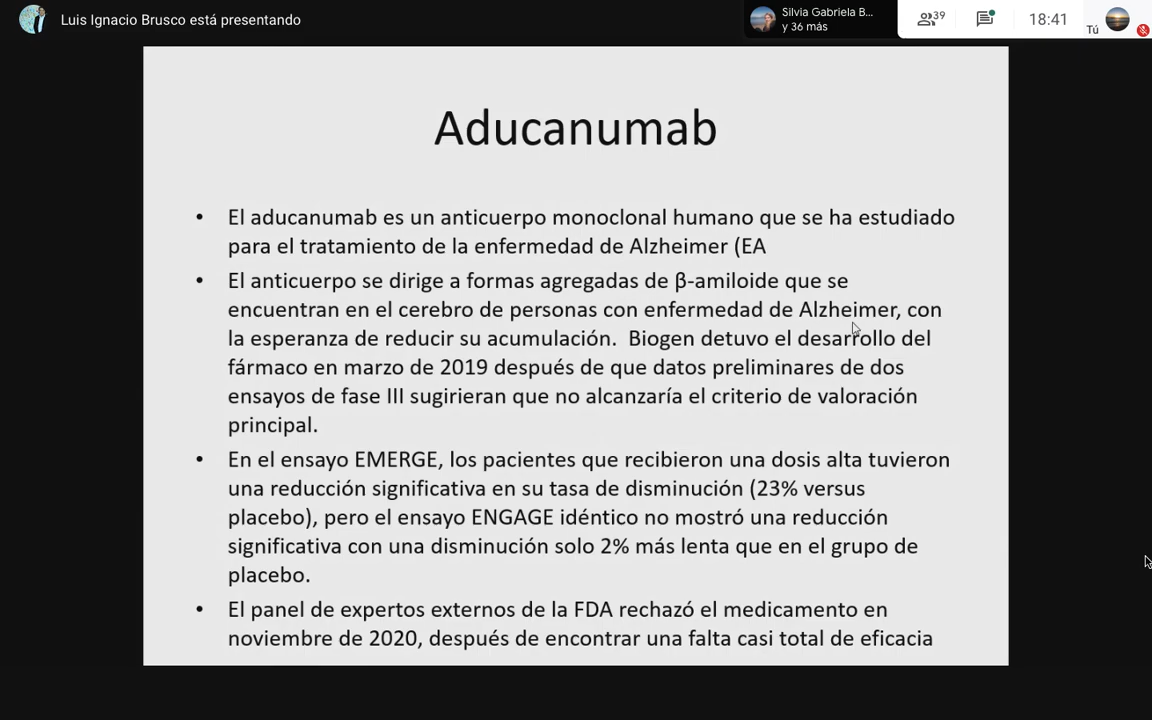 Luis Ignacio Brusco está presentando
Silvia Gabriela B...
y 36 más
39
18:41
Tú
Aducanumab
• El aducanumab es un anticuerpo monoclonal humano que se ha estudiado
para el tratamiento de la enfermedad de Alzheimer (EA
• El anticuerpo se dirige a formas agregadas de β-amiloide que se
encuentran en el cerebro de personas con enfermedad de Alzheimer, con
la esperanza de reducir su acumulación.  Biogen detuvo el desarrollo del
fármaco en marzo de 2019 después de que datos preliminares de dos
ensayos de fase III sugirieran que no alcanzaría el criterio de valoración
principal.
• En el ensayo EMERGE, los pacientes que recibieron una dosis alta tuvieron
una reducción significativa en su tasa de disminución (23% versus
placebo), pero el ensayo ENGAGE idéntico no mostró una reducción
significativa con una disminución solo 2% más lenta que en el grupo de
placebo.
• El panel de expertos externos de la FDA rechazó el medicamento en
noviembre de 2020, después de encontrar una falta casi total de eficacia